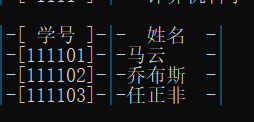 |-[ 学号 ]-|-  姓名  -|
|-[111101]-|-马云   -|
|-[111102]-|-乔布斯 -|
|-[111103]-|-任正非 -|